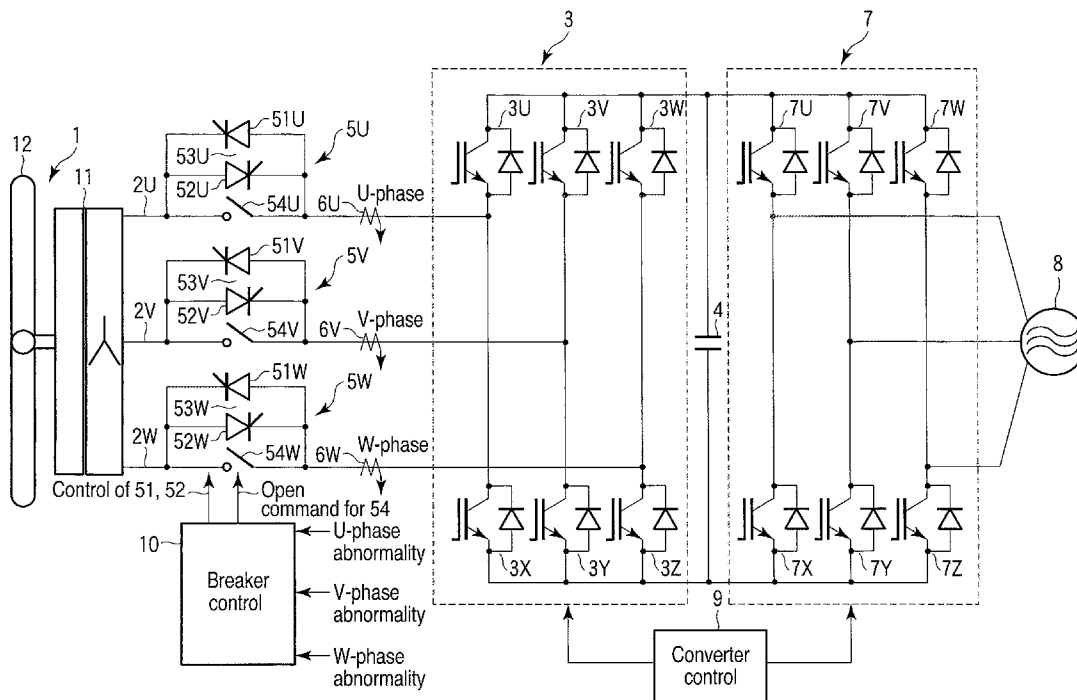 3
7
12
1
11
51U
5U
53U
2U
52U
54U
6U
U-phase
3U
3V
3W
7U
7V
7W
51V
5V
53V
2V
52V
54V
6V
V-phase
4
8
51W
5W
53W
2W
52W
54W
6W
W-phase
Control of 51, 52
Open
command for 54
10
Breaker
control
U-phase
abnormality
V-phase
abnormality
W-phase
abnormality
3X
3Y
3Z
7X
7Y
7Z
9
Converter
control